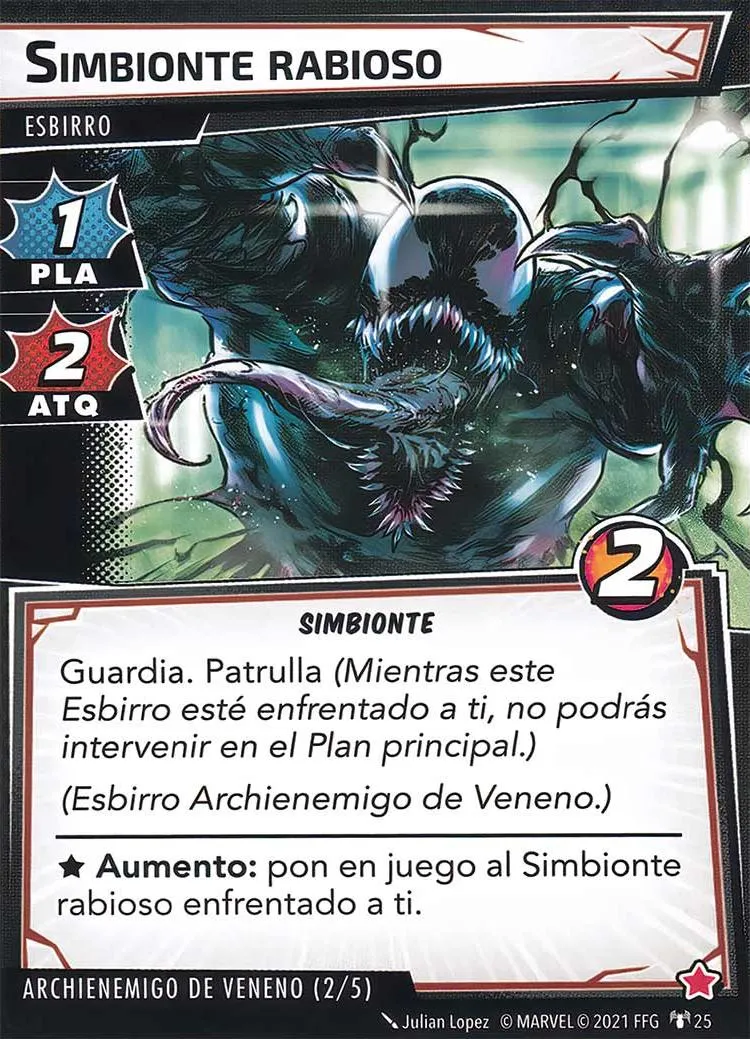 SIMBIONTE RABIOSO
ESBIRRO
1
PLA
2
ATQ
2
SIMBIONTE
Guardia. Patrulla (Mientras este
Esbirro esté enfrentado a ti, no podrás
intervenir en el Plan principal.)
(Esbirro Archienemigo de Veneno.)
★ Aumento: pon en juego al Simbionte
rabioso enfrentado a ti.
ARCHIENEMIGO DE VENENO (2/5)
Julian Lopez © MARVEL © 2021 FFG 25